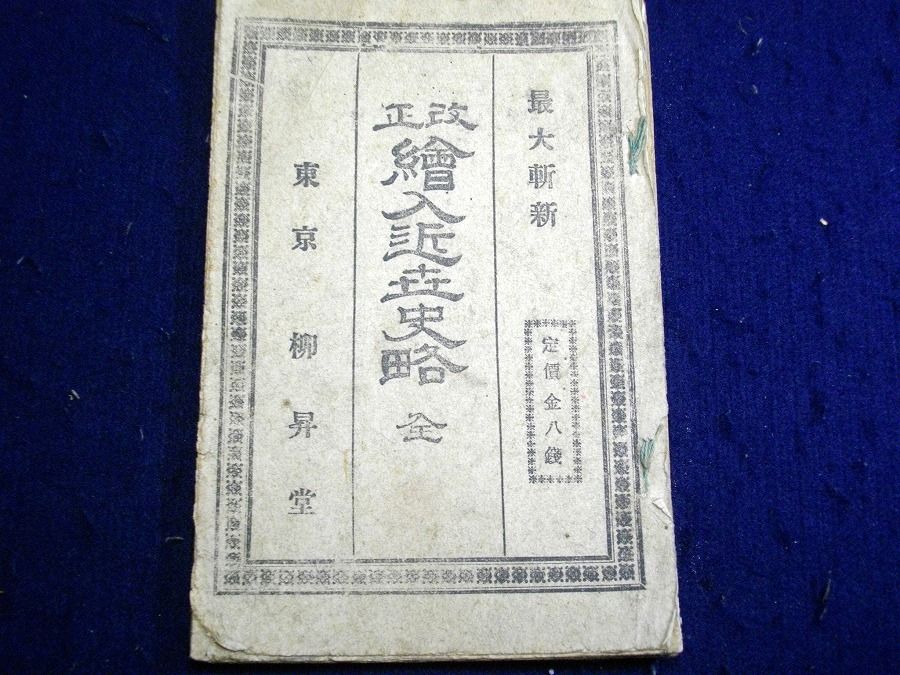 最大斬新
定價金八錢
改正
繪入近世史略 全
東京 柳昇堂